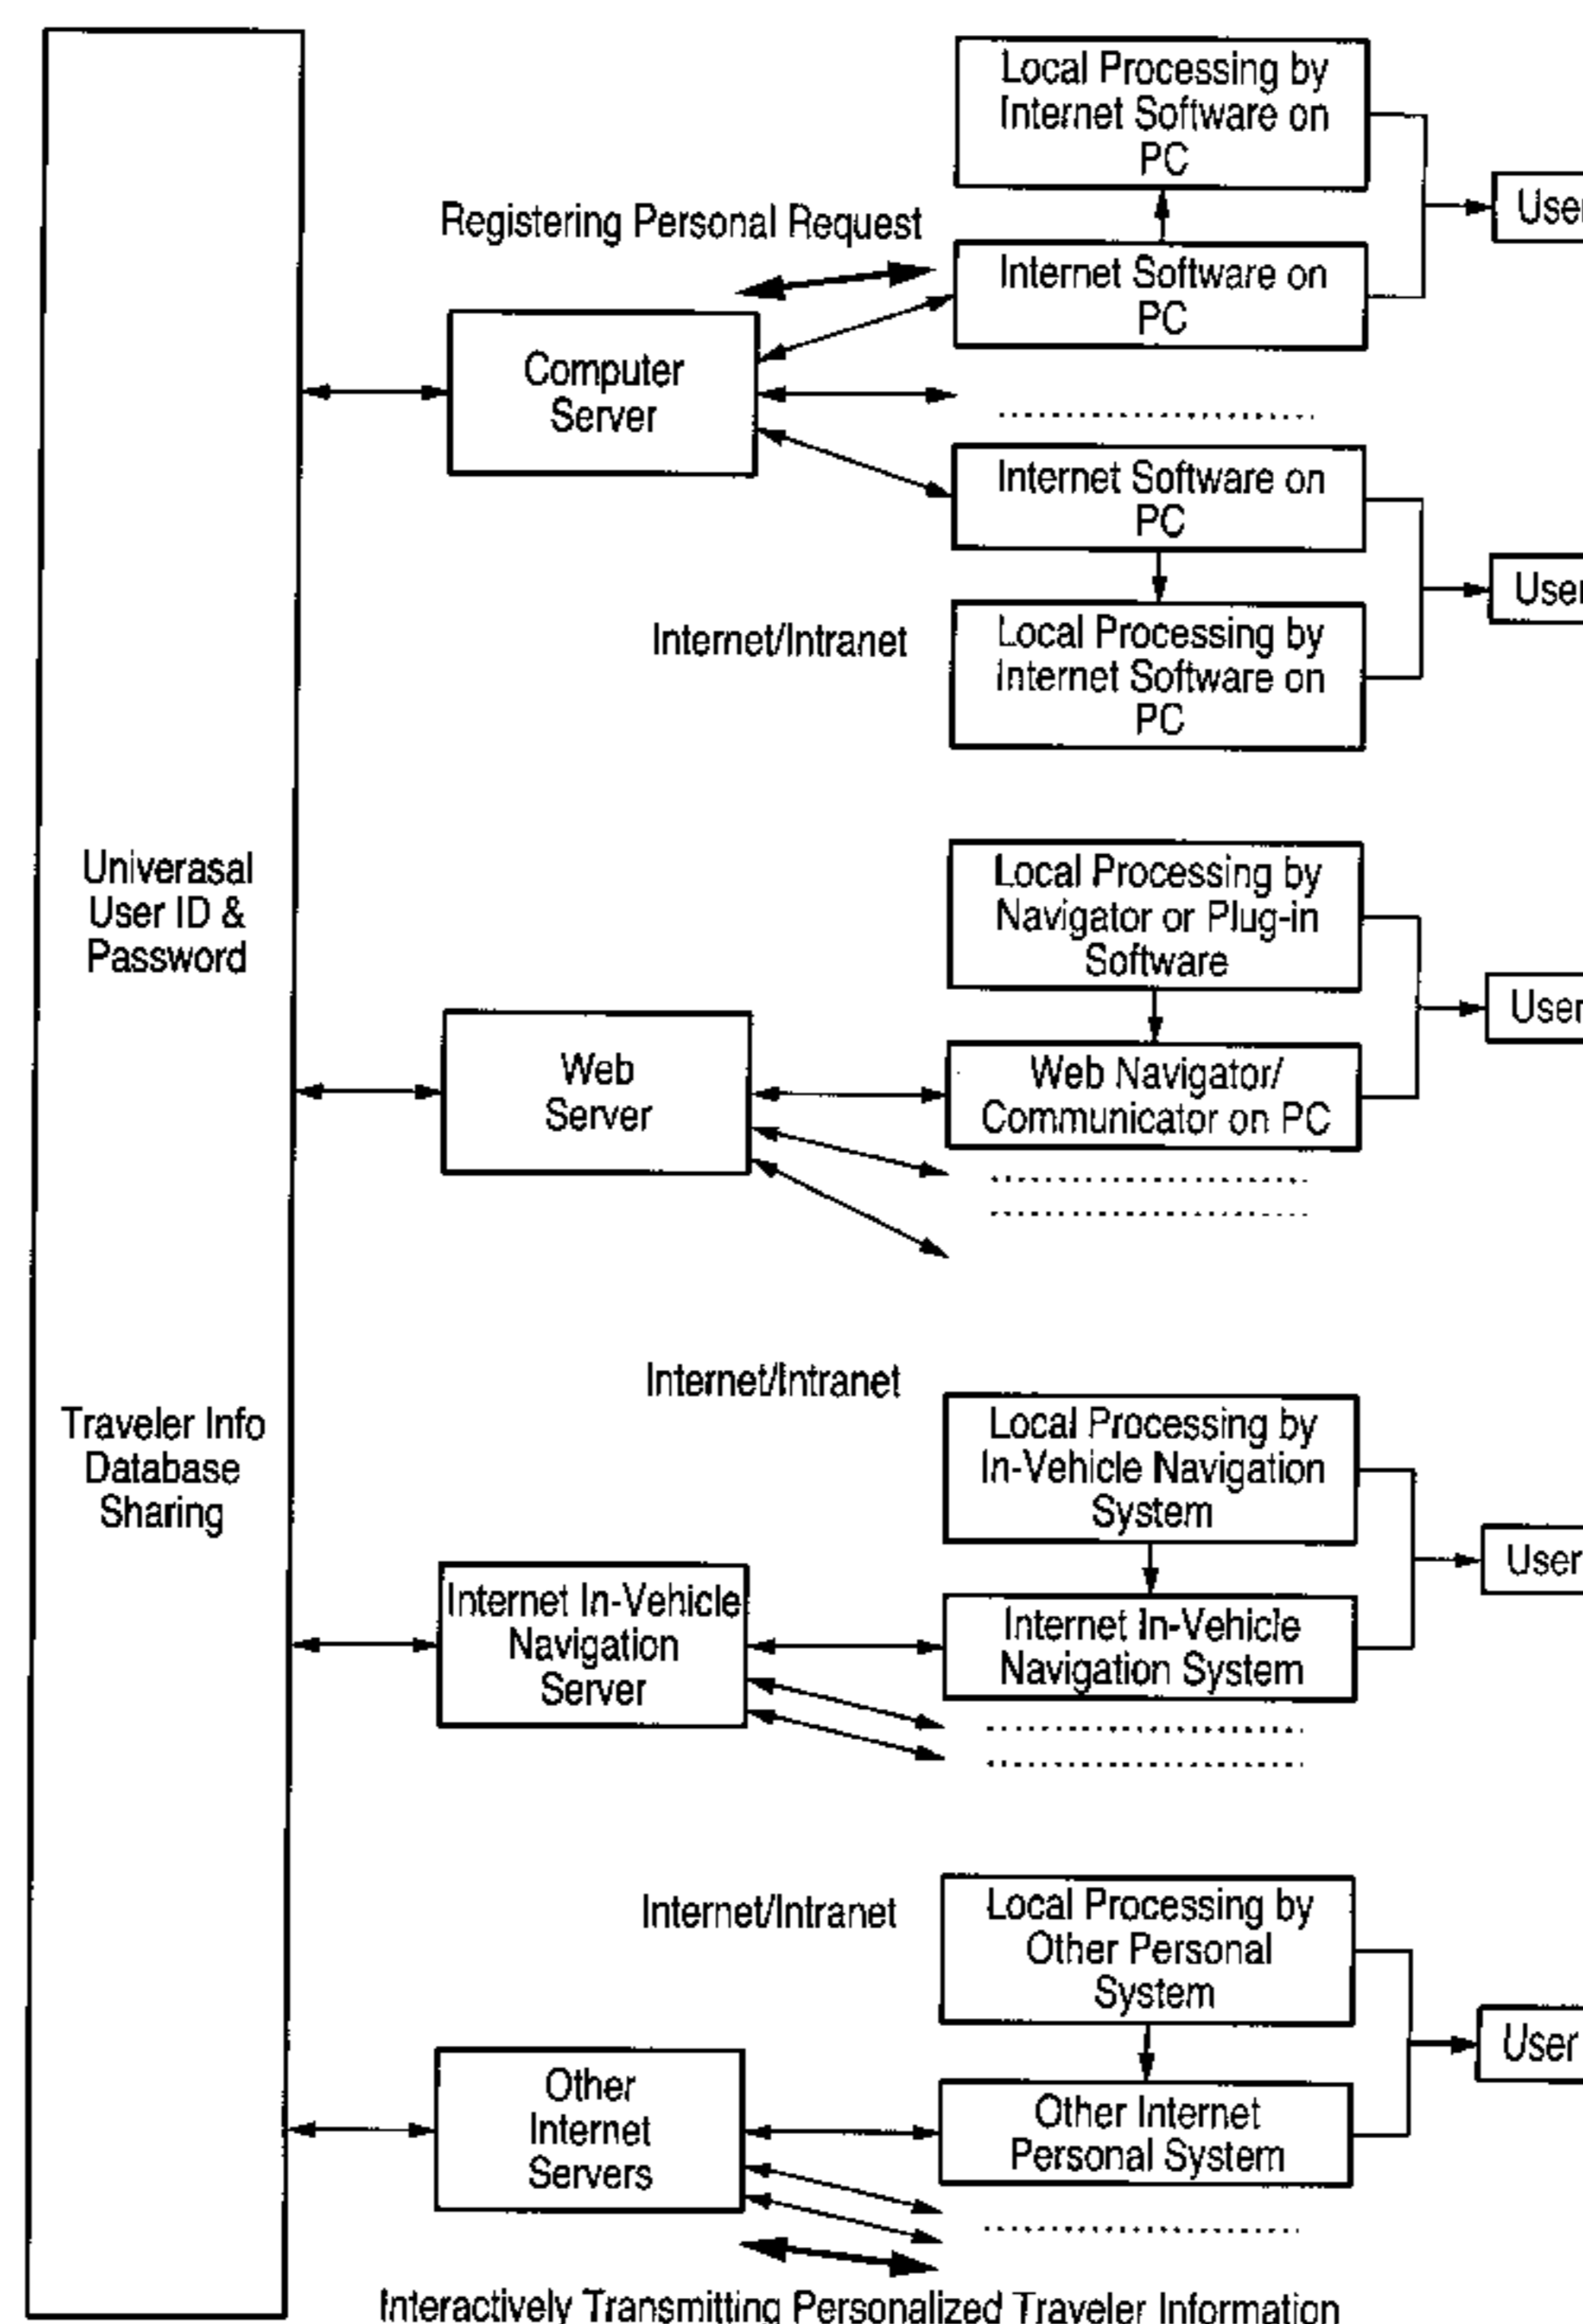 Local Processing by
Internet Software on
PC
User
Registering Personal Request
Internet Software on
PC
Computer
Server
Internet Software on
PC
User
Internet/Intranet
Local Processing by
Internet Software on
PC
Univerasal
User ID &
Password
Local Processing by
Navigator or Plug-in
Software
User
Web
Server
Web Navigator/
Communicator on PC
Internet/Intranet
Traveler Info
Database
Sharing
Local Processing by
In-Vehicle Navigation
System
User
Internet In-Vehicle
Navigation
Server
Internet In-Vehicle
Navigation System
Internet/Intranet
Local Processing by
Other Personal
System
User
Other
Internet
Servers
Other Internet
Personal System
Interactively Transmitting Personalized Traveler Information